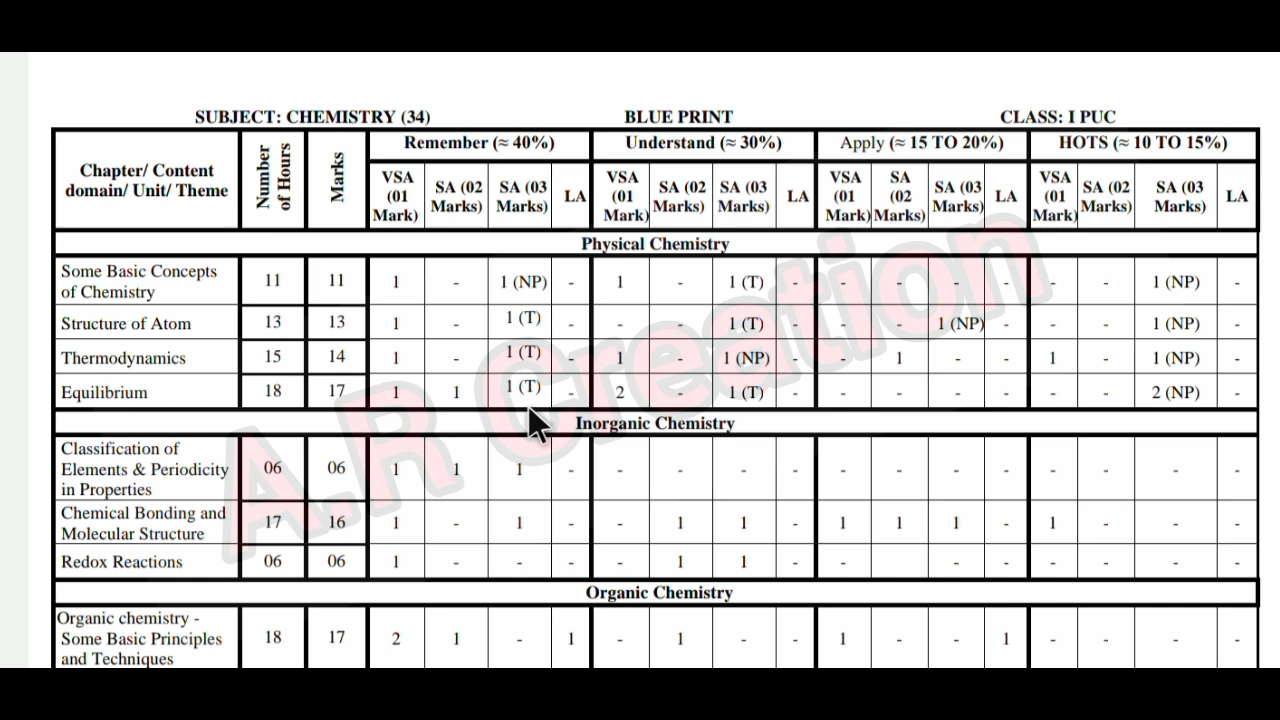 SUBJECT: CHEMISTRY (34) BLUE PRINT CLASS: I PUC
Chapter/ Content domain/ Unit/ Theme | Number of Hours | Marks | Remember (≈ 40%) | Understand (≈ 30%) | Apply (≈ 15 TO 20%) | HOTS (≈ 10 TO 15%)
VSA (01 Mark) | SA (02 Marks) | SA (03 Marks) | LA | VSA (01 Mark) | SA (02 Marks) | SA (03 Marks) | LA | VSA (01 Mark) | SA (02 Marks) | SA (03 Marks) | LA | VSA (01 Mark) | SA (02 Marks) | SA (03 Marks) | LA
Physical Chemistry
Some Basic Concepts of Chemistry | 11 | 11 | 1 | - | 1 (NP) | - | 1 | - | 1 (T) | - | - | - | - | - | - | - | 1 (NP) | -
Structure of Atom | 13 | 13 | 1 | - | 1 (T) | - | - | - | 1 (T) | - | - | - | 1 (NP) | - | - | - | 1 (NP) | -
Thermodynamics | 15 | 14 | 1 | - | 1 (T) | - | 1 | - | 1 (NP) | - | - | 1 | - | - | 1 | - | 1 (NP) | -
Equilibrium | 18 | 17 | 1 | 1 | 1 (T) | - | 2 | - | 1 (T) | - | - | - | - | - | - | - | 2 (NP) | -
Inorganic Chemistry
Classification of Elements & Periodicity in Properties | 06 | 06 | 1 | 1 | 1 | - | - | - | - | - | - | - | - | - | - | - | - | -
Chemical Bonding and Molecular Structure | 17 | 16 | 1 | - | 1 | - | - | 1 | 1 | - | 1 | 1 | 1 | - | 1 | - | - | -
Redox Reactions | 06 | 06 | 1 | - | - | - | - | 1 | 1 | - | - | | - | - | - | - | - | -
Organic Chemistry
Organic chemistry - Some Basic Principles and Techniques | 18 | 17 | 2 | 1 | - | 1 | - | 1 | - | - | 1 | - | - | 1 | - | - | - | -
A.R Creation